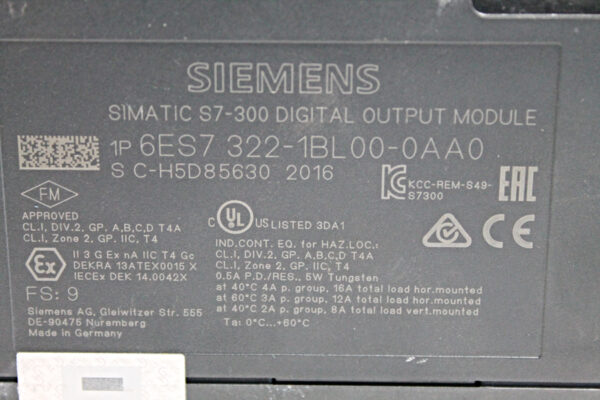 SIEMENS
SIMATIC S7-300 DIGITAL OUTPUT MODULE
1P 6ES7 322-1BL00-0AA0
S C-H5D85630 2016
KCC-REM-S49-
S7300
EAC
FM
APPROVED
CL.I, DIV.2, GP. A,B,C,D T4A
CL.I, Zone 2, GP. IIC, T4
II 3 G Ex nA IIC T4 Gc
DEKRA 13ATEX0015 X
IECEx DEK 14.0042X
FS: 9
Siemens AG, Gleiwitzer Str. 555
DE-90475 Nuremberg
Made in Germany
C UL US LISTED 3DA1
IND.CONT. EQ. for HAZ.LOC.:
CL.I, DIV.2, GP. A,B,C,D T4A
CL.I, Zone 2, GP. IIC, T4
0.5A P.D./RES., 5W Tungsten
at 40°C 4A p. group, 16A total load hor.mounted
at 60°C 3A p. group, 12A total load hor.mounted
at 40°C 2A p. group, 8A total load vert.mounted
Ta: 0°C...+60°C